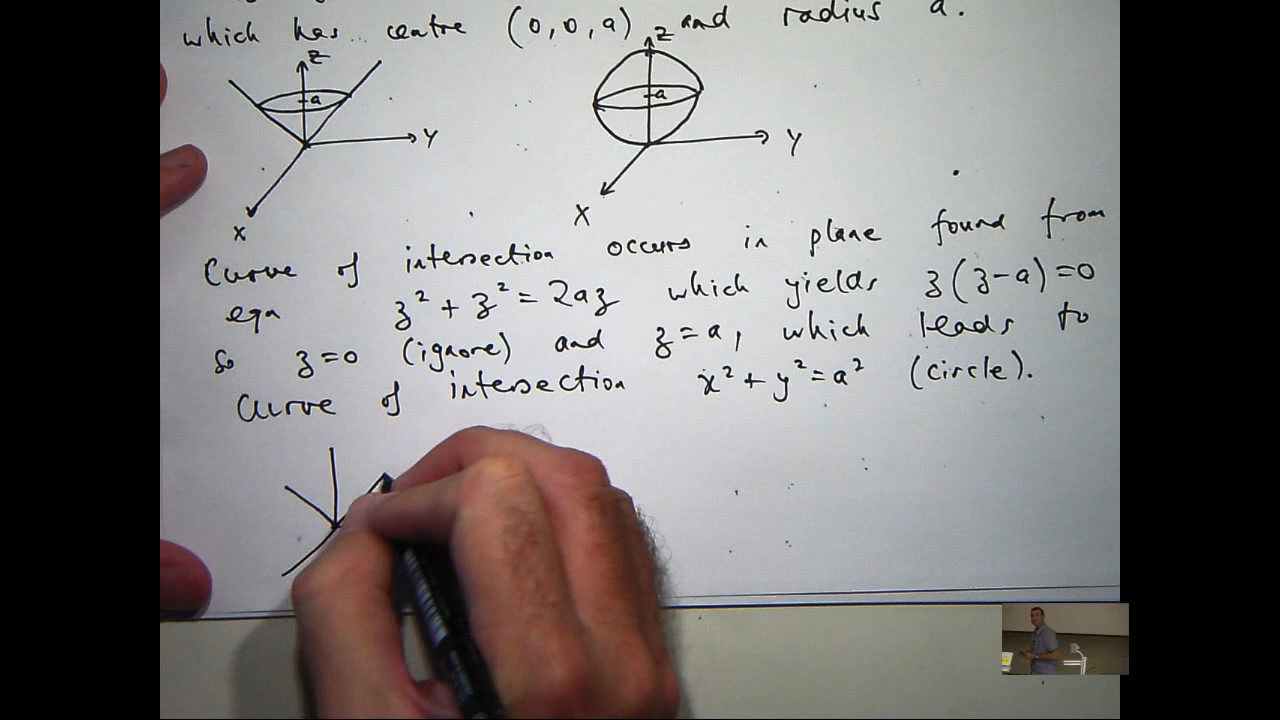 which has centre (0,0,a) and radius a.
z
a
y
x
z
a
y
x
Curve of intersection occurs in plane found from
eqn z² + z² = 2az which yields z(z-a)=0
so z=0 (ignore) and z=a, which leads to
curve of intersection x² + y² = a² (circle).